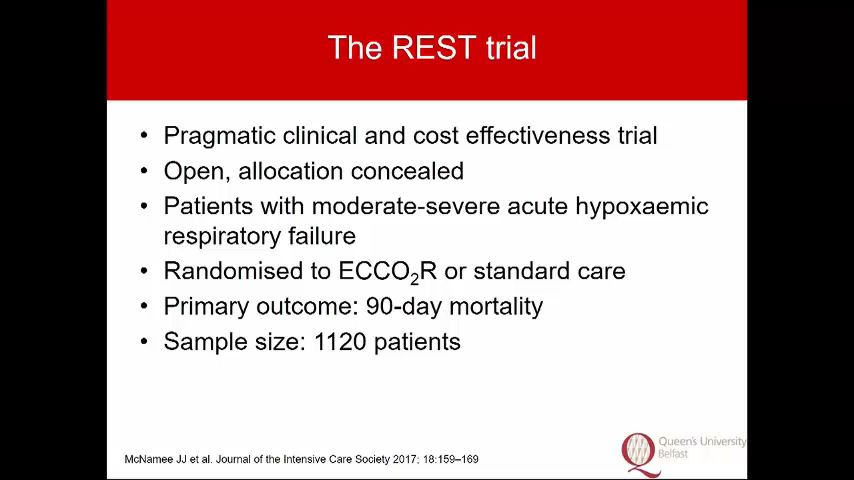 The REST trial
• Pragmatic clinical and cost effectiveness trial
• Open, allocation concealed
• Patients with moderate-severe acute hypoxaemic
respiratory failure
• Randomised to ECCO₂R or standard care
• Primary outcome: 90-day mortality
• Sample size: 1120 patients
McNamee JJ et al. Journal of the Intensive Care Society 2017; 18:159–169
Queen's University
Belfast